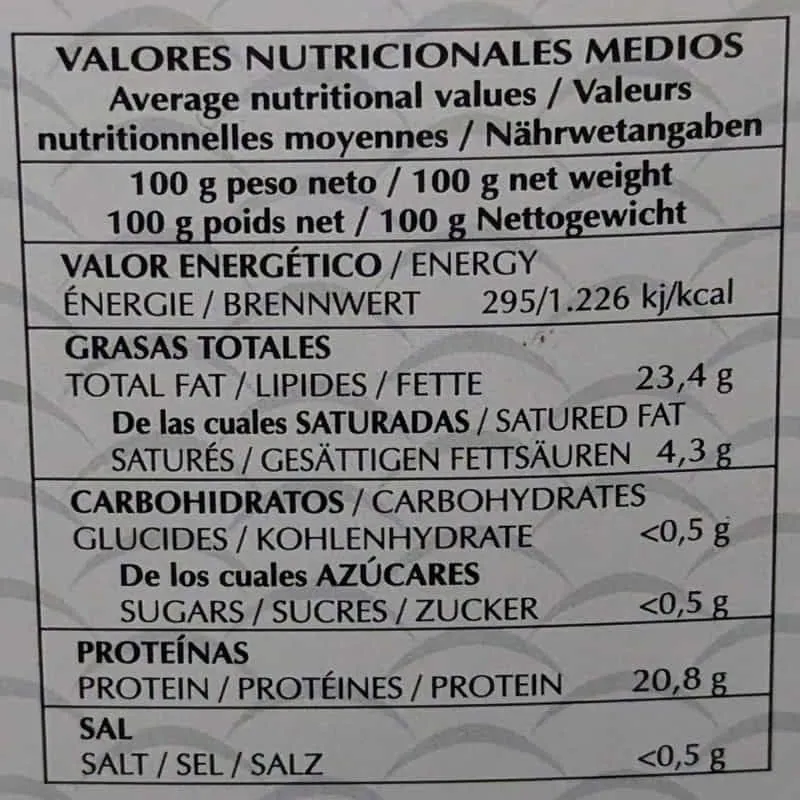 VALORES NUTRICIONALES MEDIOS
Average nutritional values / Valeurs
nutritionnelles moyennes / Nährwetangaben
100 g peso neto / 100 g net weight
100 g poids net / 100 g Nettogewicht
VALOR ENERGÉTICO / ENERGY
ÉNERGIE / BRENNWERT 295/1.226 kj/kcal
GRASAS TOTALES
TOTAL FAT / LIPIDES / FETTE 23,4 g
De las cuales SATURADAS / SATURED FAT
SATURÉS / GESÄTTIGEN FETTSÄUREN 4,3 g
CARBOHIDRATOS / CARBOHYDRATES
GLUCIDES / KOHLENHYDRATE <0,5 g
De los cuales AZÚCARES
SUGARS / SUCRES / ZUCKER <0,5 g
PROTEÍNAS
PROTEIN / PROTÉINES / PROTEIN 20,8 g
SAL
SALT / SEL / SALZ <0,5 g